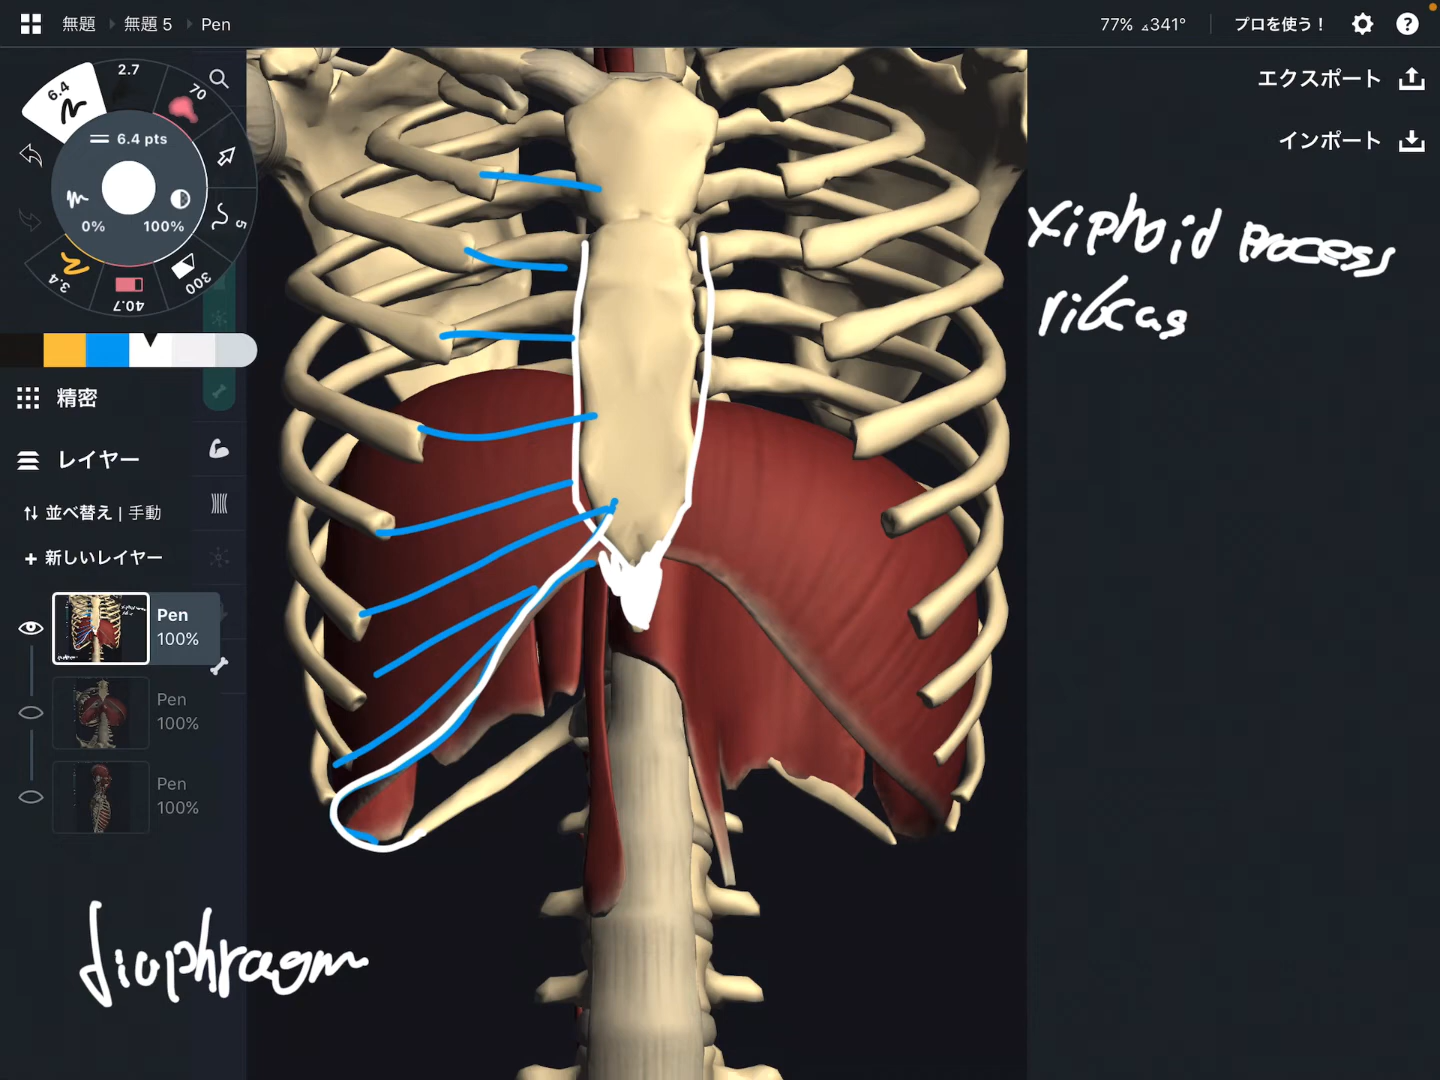 無題 無題 5 Pen
77% ⊿341° プロを使う！
エクスポート
インポート
2.7
6.4
70
6.4 pts
0% 100%
5
3.4
40.7
300
精密
レイヤー
並べ替え | 手動
+ 新しいレイヤー
Pen
100%
Pen
100%
Pen
100%
xiphoid process
diaphragm